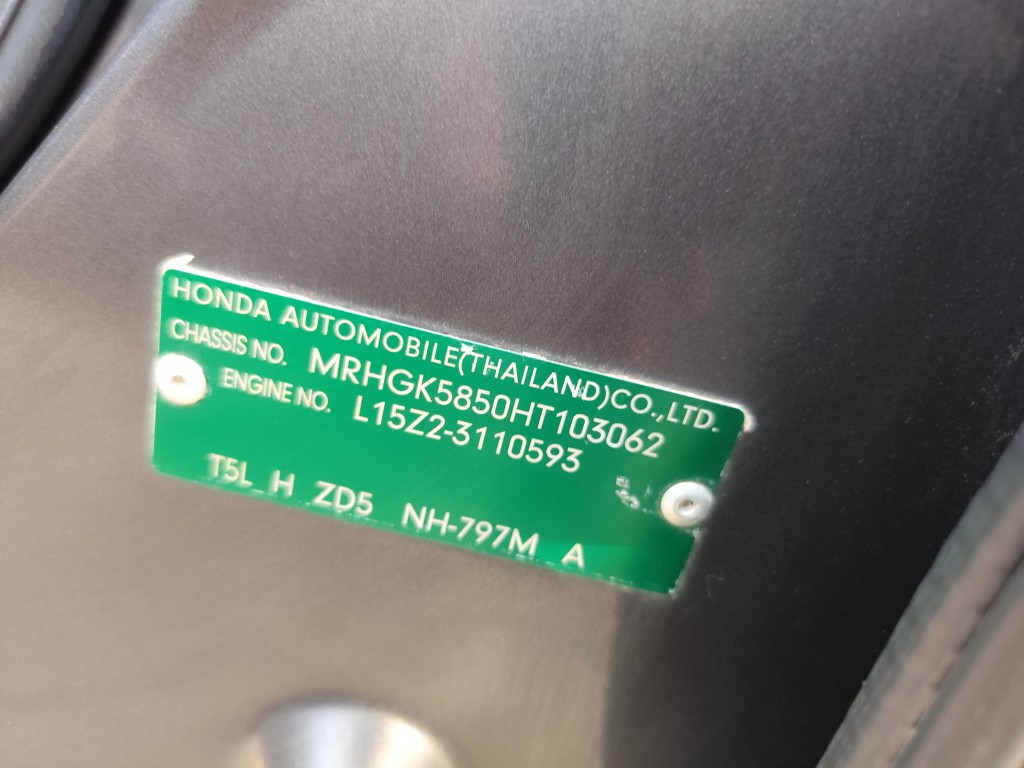 HONDA AUTOMOBILE(THAILAND)CO.,LTD.
CHASSIS NO. MRHGK5850HT103062
ENGINE NO. L15Z2-3110593
T5L H ZD5 NH-797M A